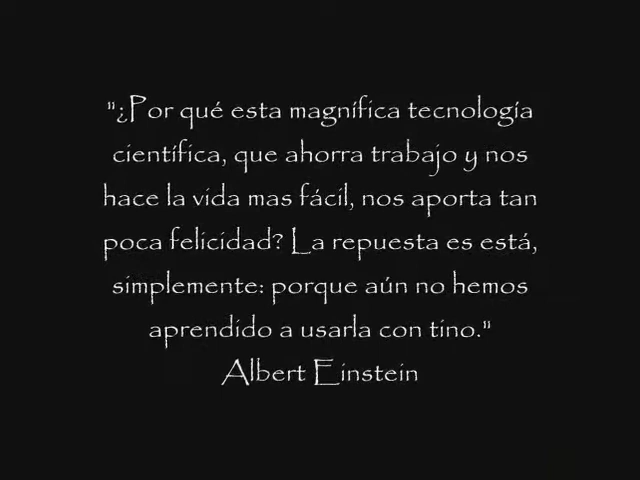 "¿Por qué esta magnífica tecnología
científica, que ahorra trabajo y nos
hace la vida mas fácil, nos aporta tan
poca felicidad? La repuesta es está,
simplemente: porque aún no hemos
aprendido a usarla con tino."
Albert Einstein